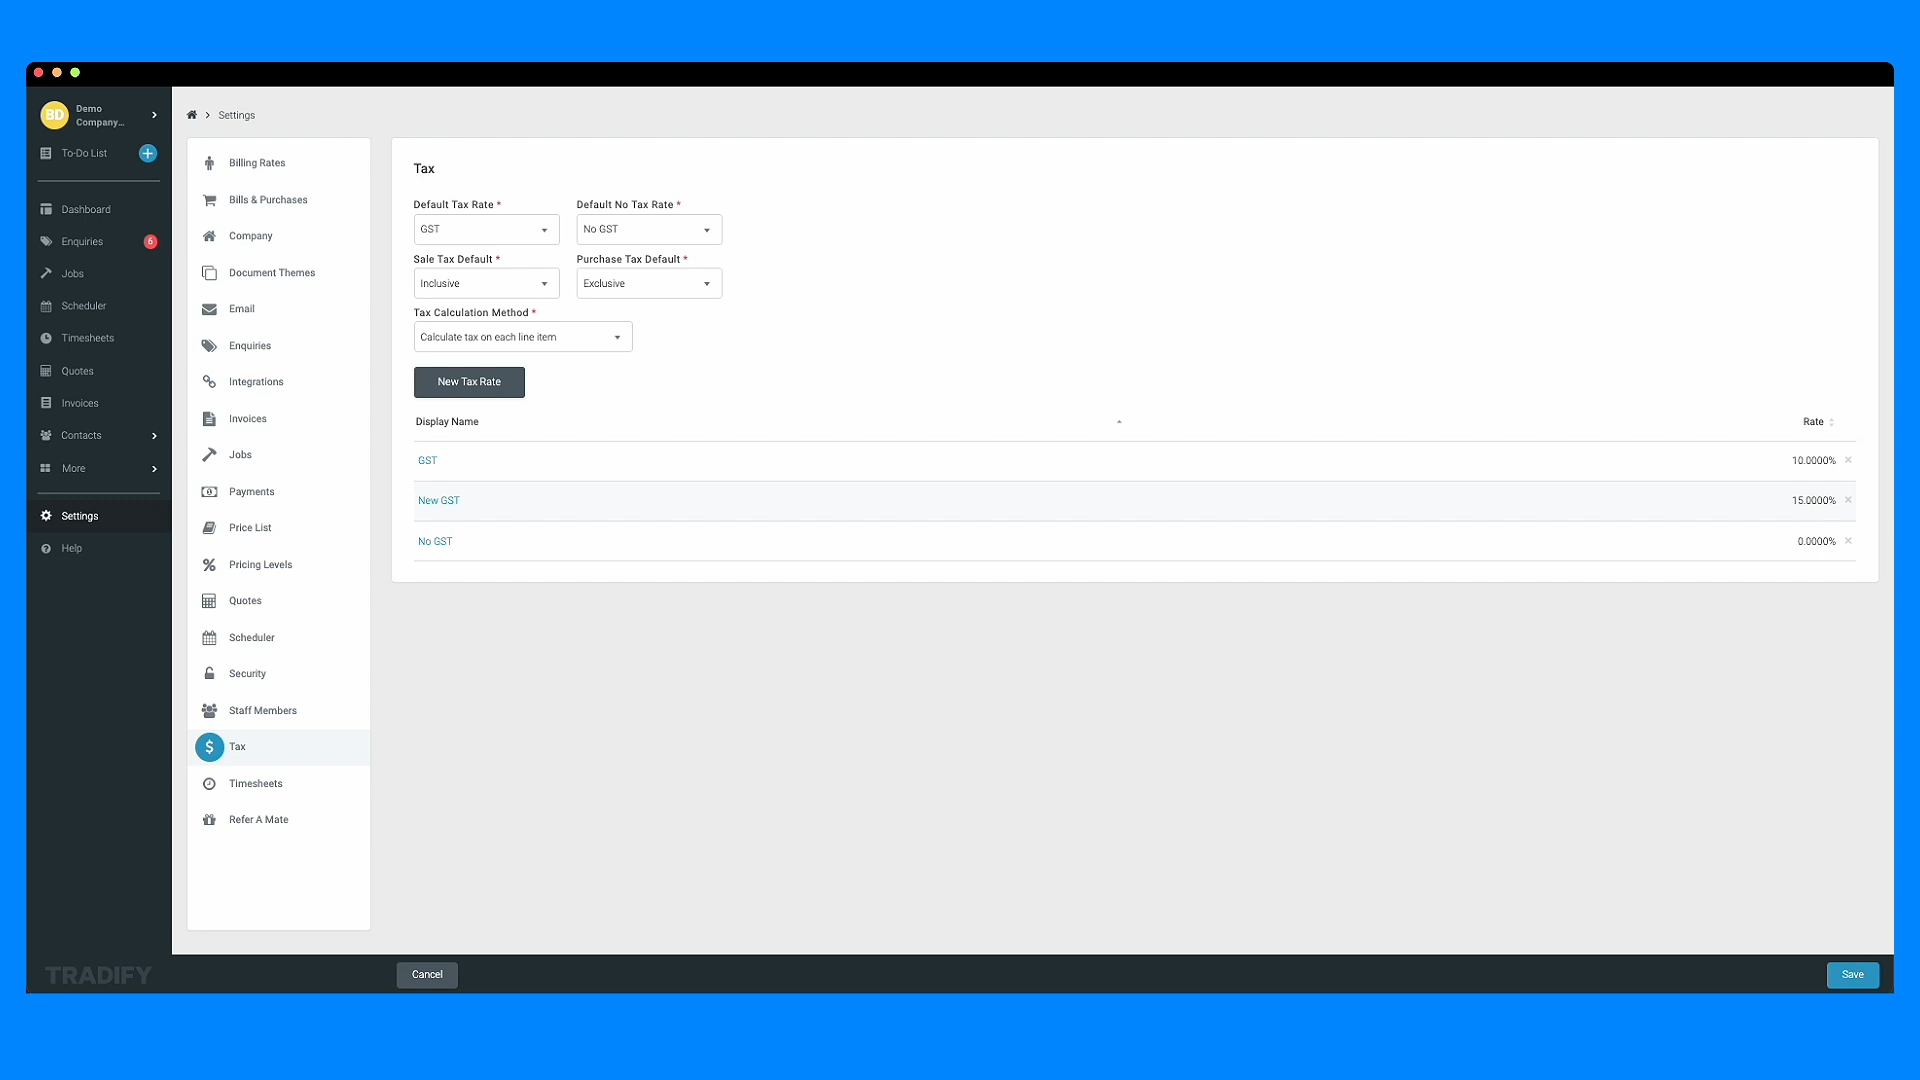 BD
Demo
Company...
To-Do List
Dashboard
Enquiries
6
Jobs
Scheduler
Timesheets
Quotes
Invoices
Contacts
More
Settings
Help
TRADIFY
Settings
Billing Rates
Bills & Purchases
Company
Document Themes
Email
Enquiries
Integrations
Invoices
Jobs
Payments
Price List
Pricing Levels
Quotes
Scheduler
Security
Staff Members
$ Tax
Timesheets
Refer A Mate
Tax
Default Tax Rate * Default No Tax Rate *
GST No GST
Sale Tax Default * Purchase Tax Default *
Inclusive Exclusive
Tax Calculation Method *
Calculate tax on each line item
New Tax Rate
Display Name Rate
GST 10.0000%
New GST 15.0000%
No GST 0.0000%
Cancel Save